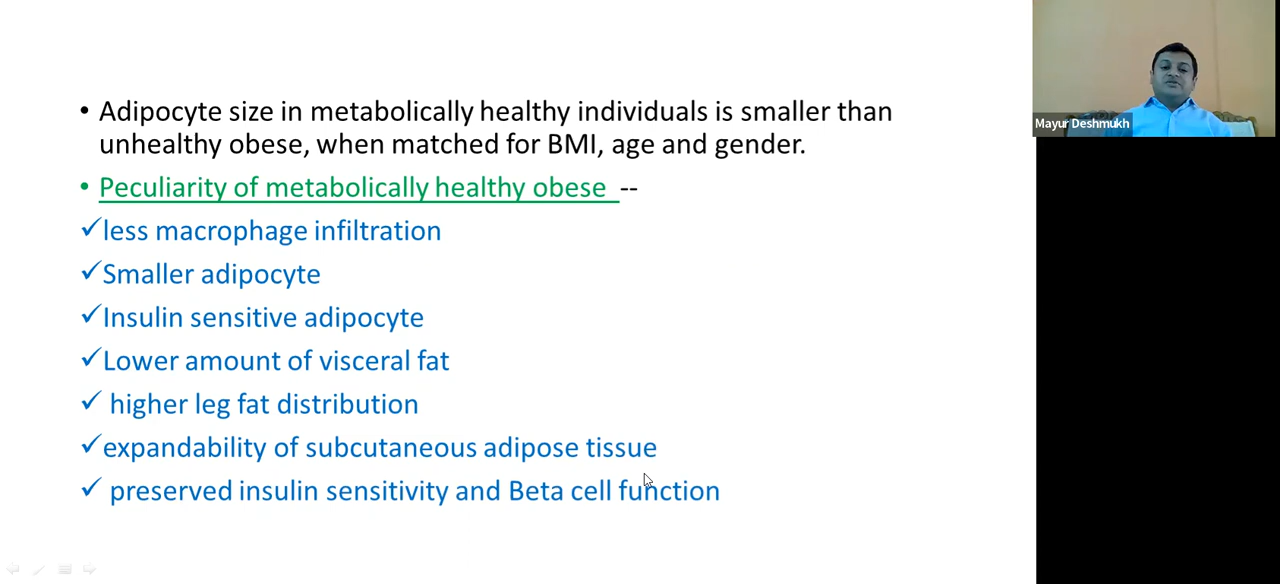 • Adipocyte size in metabolically healthy individuals is smaller than
unhealthy obese, when matched for BMI, age and gender.
• Peculiarity of metabolically healthy obese --
✓less macrophage infiltration
✓Smaller adipocyte
✓Insulin sensitive adipocyte
✓Lower amount of visceral fat
✓ higher leg fat distribution
✓expandability of subcutaneous adipose tissue
✓ preserved insulin sensitivity and Beta cell function
Mayur Deshmukh